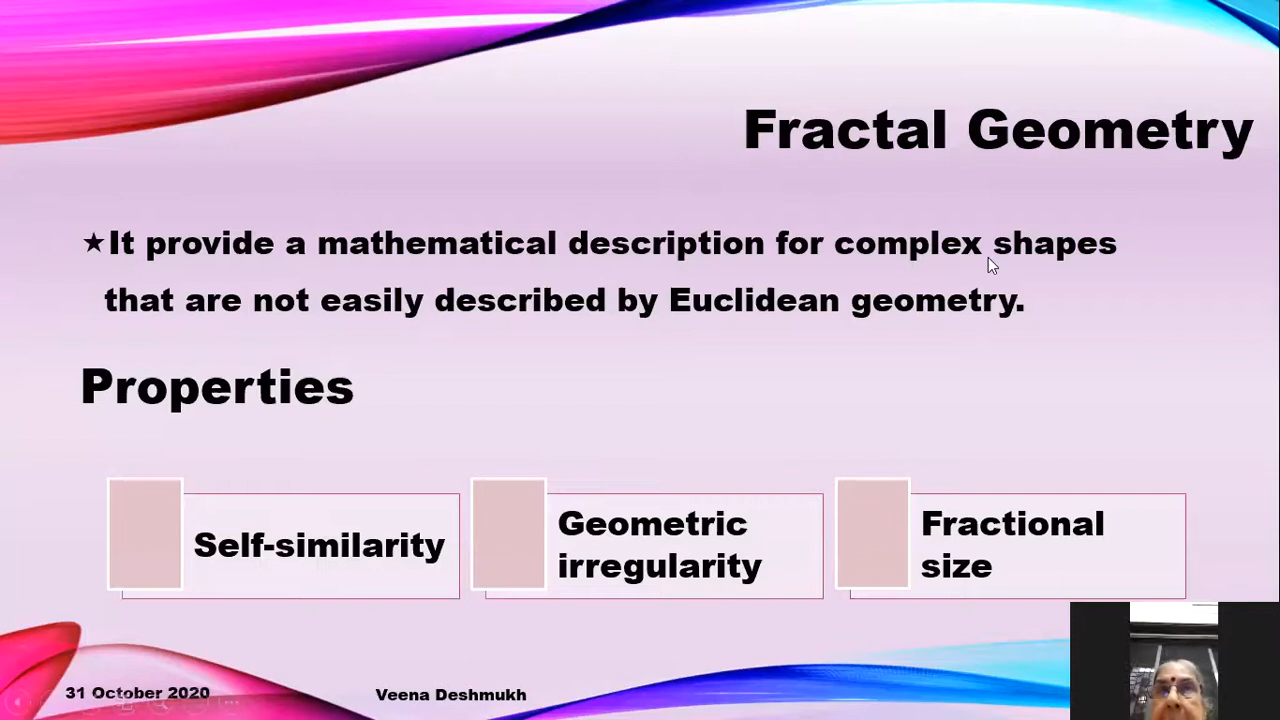 Fractal Geometry
★It provide a mathematical description for complex shapes
that are not easily described by Euclidean geometry.
Properties
Self-similarity
Geometric
irregularity
Fractional
size
31 October 2020
Veena Deshmukh